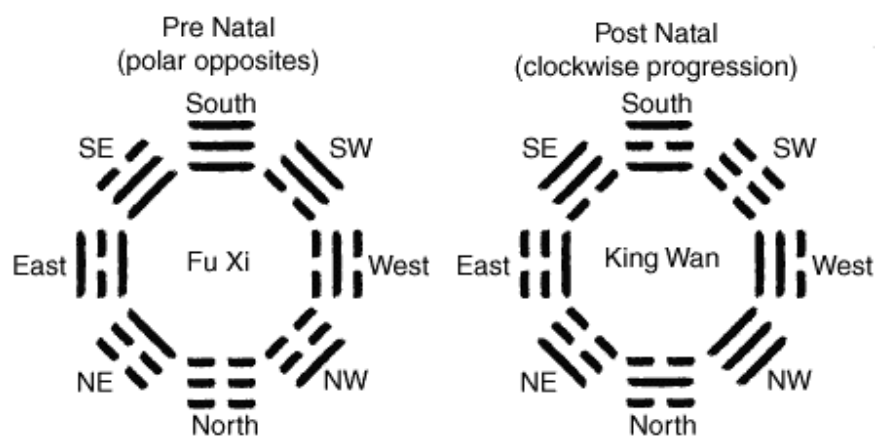 Pre Natal
(polar opposites)
South
SE
SW
East
Fu Xi
West
NE
NW
North
Post Natal
(clockwise progression)
South
SE
SW
East
King Wan
West
NE
NW
North